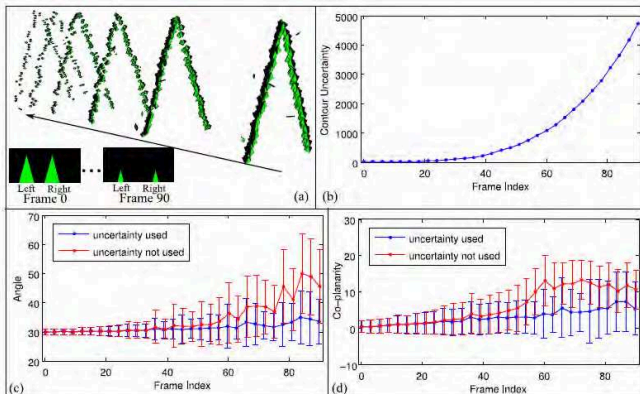 Left Right
Frame 0
Left Right
Frame 90
(a)
5000
4000
3000
2000
1000
0
Contour Uncertainty
0 20 40 60 80
Frame Index
(b)
70
60
50
40
30
20
Angle
uncertainty used
uncertainty not used
0 20 40 60 80
Frame Index
(c)
30
20
10
0
−10
Co−planarity
uncertainty used
uncertainty not used
0 20 40 60 80
Frame Index
(d)